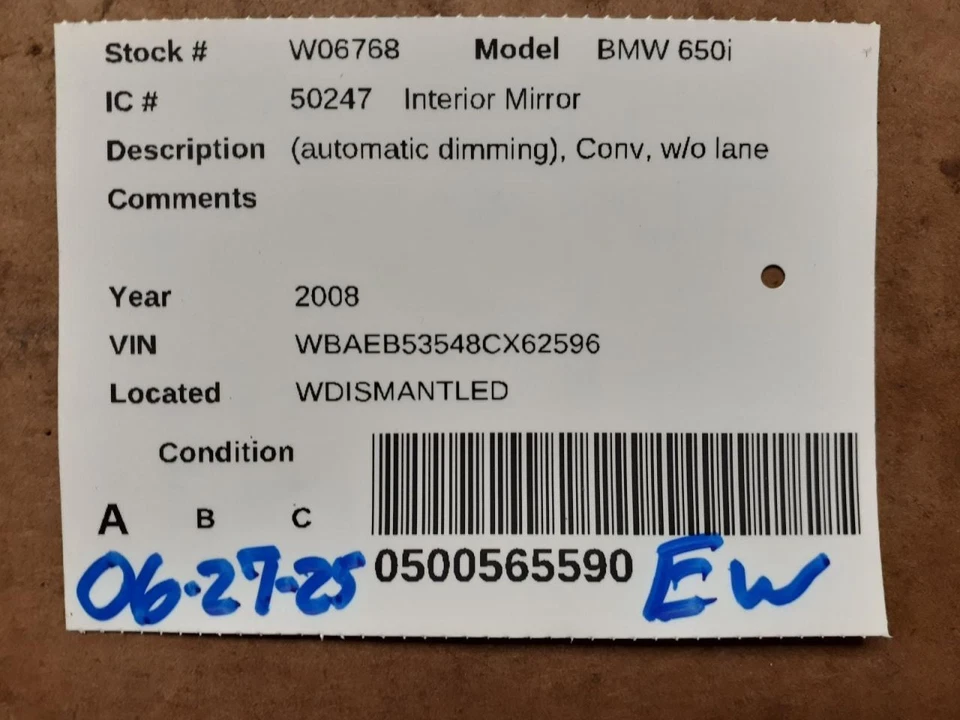 Stock # W06768 Model BMW 650i
IC # 50247 Interior Mirror
Description (automatic dimming), Conv, w/o lane
Comments
Year 2008
VIN WBAEB53548CX62596
Located WDISMANTLED
Condition
A B C
0500565590
06-27-25 EW